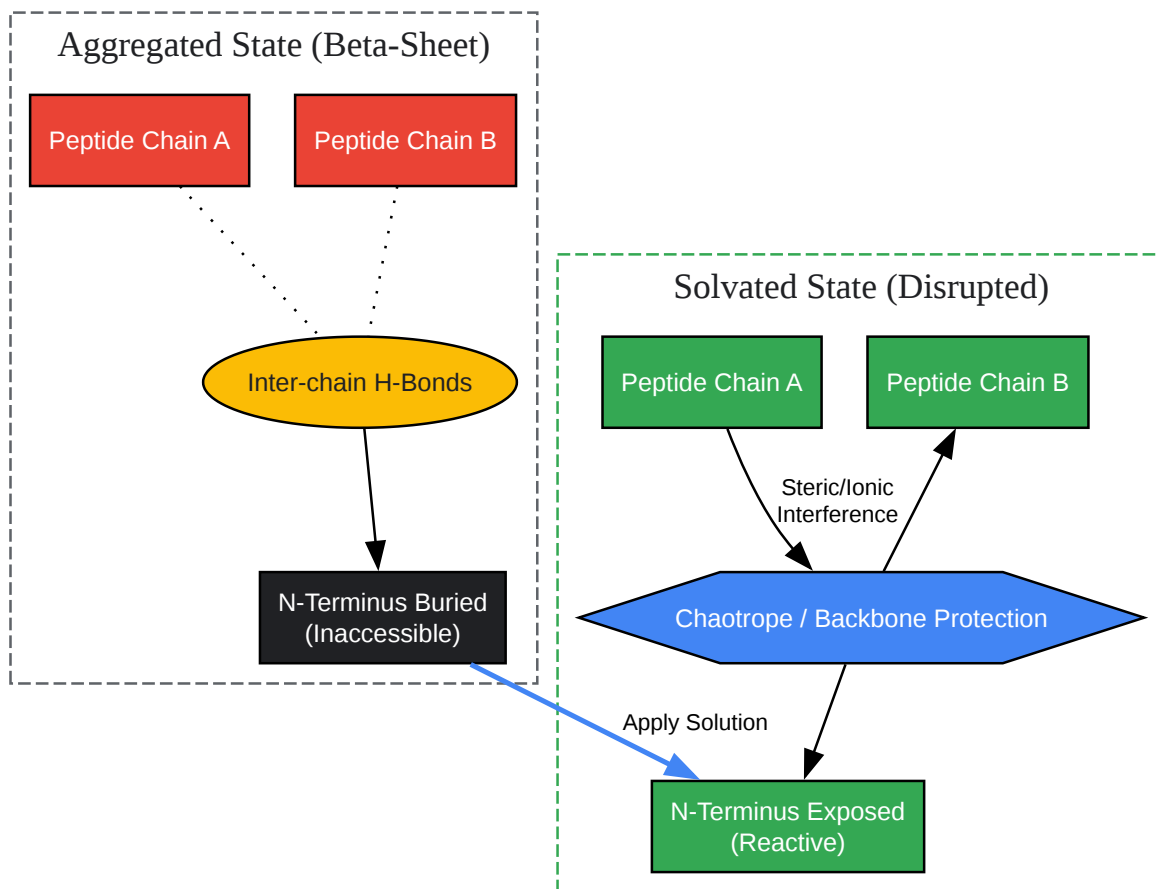 Aggregated State (Beta-Sheet)
Peptide Chain A
Peptide Chain B
Inter-chain H-Bonds
N-Terminus Buried
(Inaccessible)
Apply Solution
Solvated State (Disrupted)
Peptide Chain A
Peptide Chain B
Steric/Ionic
Interference
Chaotrope / Backbone Protection
N-Terminus Exposed
(Reactive)